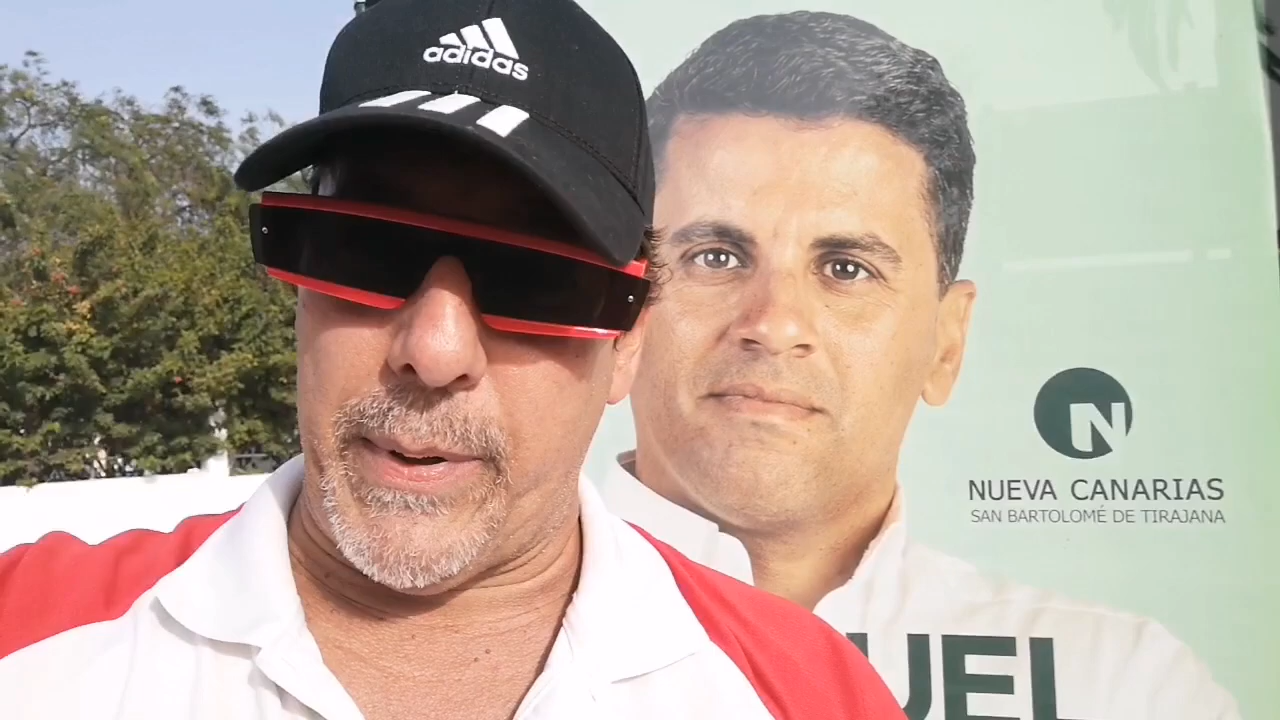 adidas
N
NUEVA CANARIAS
SAN BARTOLOMÉ DE TIRAJANA
UEL